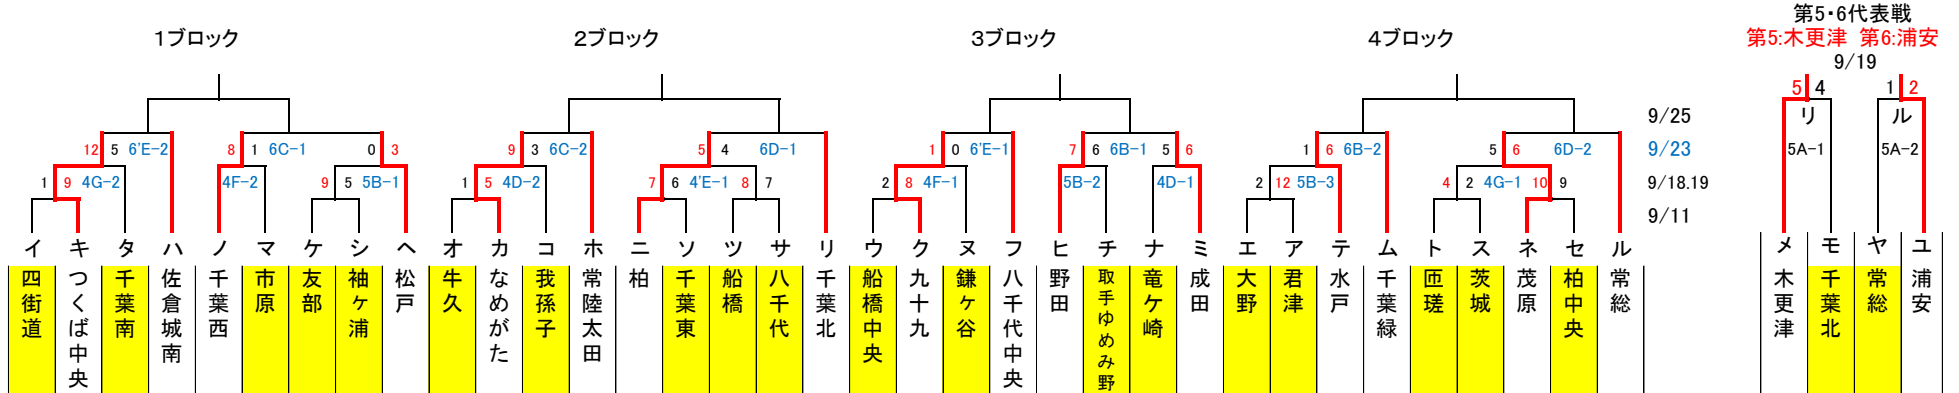 第5・6代表戦
第5:木更津 第6:浦安
9/19
1ブロック 2ブロック 3ブロック 4ブロック
5 4 1 2
リ ル
9/25
12 5 6'E-2 8 1 6C-1 0 3 9 3 6C-2 5 4 6D-1 1 0 6'E-1 7 6 6B-1 5 6 1 6 6B-2 5 6 6D-2 9/23 5A-1 5A-2
1 9 4G-2 4F-2 9 5 5B-1 1 5 4D-2 7 6 4'E-1 8 7 2 8 4F-1 5B-2 4D-1 2 12 5B-3 4 2 4G-1 10 9 9/18.19
9/11
イ キ タ ハ ノ マ ケ シ ヘ オ カ コ ホ ニ ソ ツ サ リ ウ ク ヌ フ ヒ チ ナ ミ エ ア テ ム ト ス ネ セ ル メ モ ヤ ユ
四街道
つくば中央
千葉南
佐倉城南
千葉西
市原
友部
袖ヶ浦
松戸
牛久
なめがた
我孫子
常陸太田
柏
千葉東
船橋
八千代
千葉北
船橋中央
九十九
鎌ヶ谷
八千代中央
野田
取手ゆめみ野
竜ケ崎
成田
大野
君津
水戸
千葉緑
匝瑳
茨城
茂原
柏中央
常総
木更津
千葉北
常総
浦安